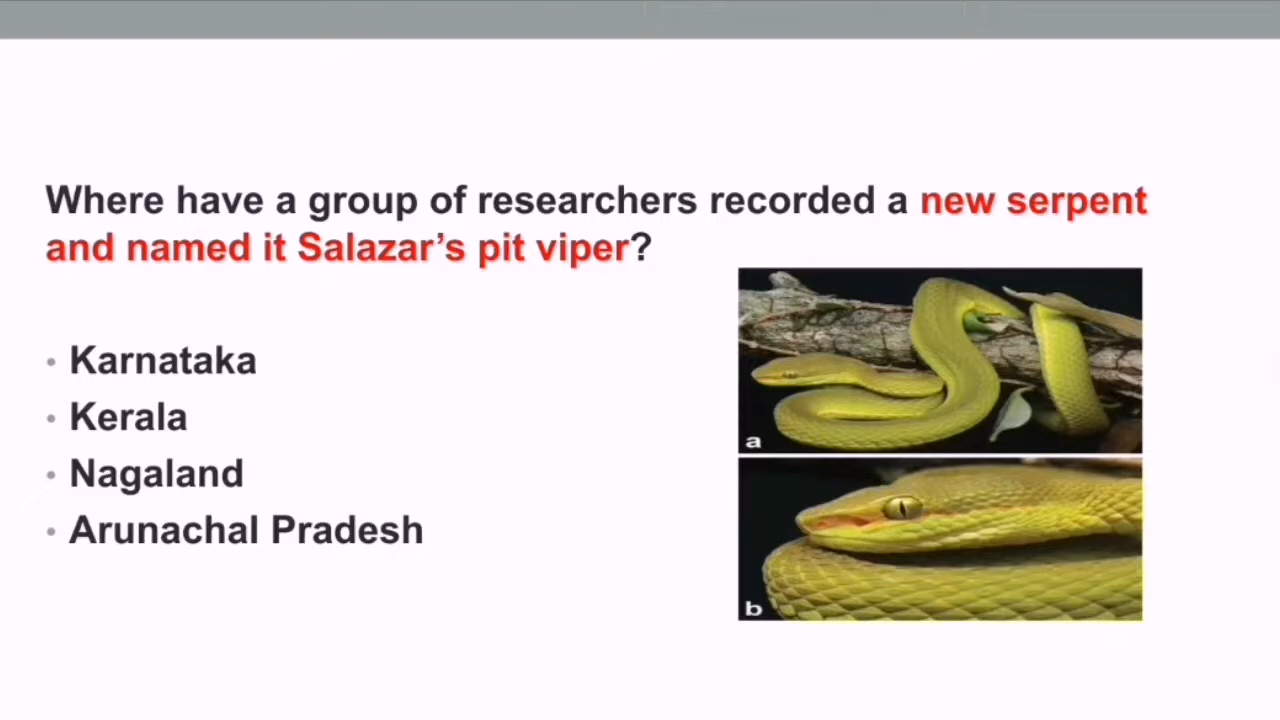 Where have a group of researchers recorded a new serpent
and named it Salazar’s pit viper?
• Karnataka
• Kerala
• Nagaland
• Arunachal Pradesh
a
b